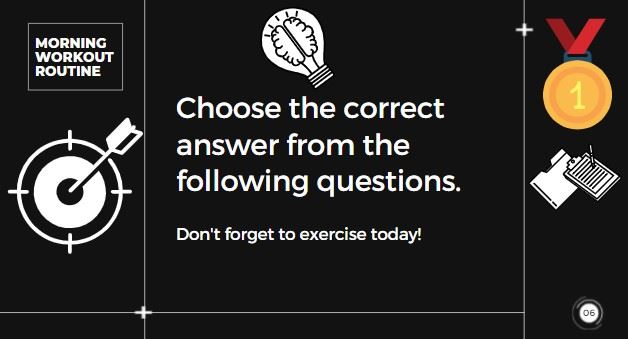 MORNING
WORKOUT
ROUTINE
Choose the correct
answer from the
following questions.
Don't forget to exercise today!
1
06